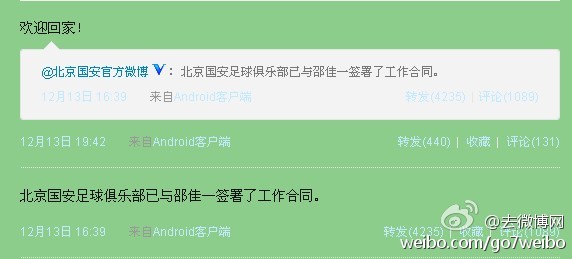 欢迎回家！
@北京国安官方微博 ：北京国安足球俱乐部已与邵佳一签署了工作合同。
12月13日 16:39 来自Android客户端 转发(4235) | 评论(1089)
12月13日 19:42 来自Android客户端 转发(440) | 收藏 | 评论(131)
北京国安足球俱乐部已与邵佳一签署了工作合同。
12月13日 16:39 来自Android客户端 转发(4235) | 收藏 | 评论(1089)
@去微博网
weibo.com/go7weibo